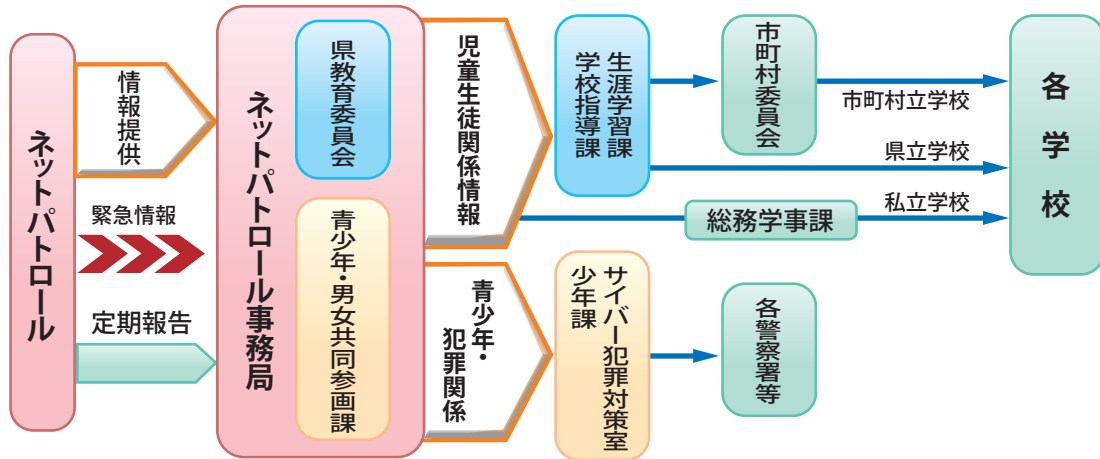 ネットパトロール
情報提供
緊急情報
定期報告
ネットパトロール事務局
県教育委員会
青少年・男女共同参画課
児童生徒関係情報
青少年・
犯罪関係
生涯学習課
学校指導課
市町村委員会
市町村立学校
県立学校
総務学事課
私立学校
各学校
サイバー犯罪対策室
少年課
各警察署等